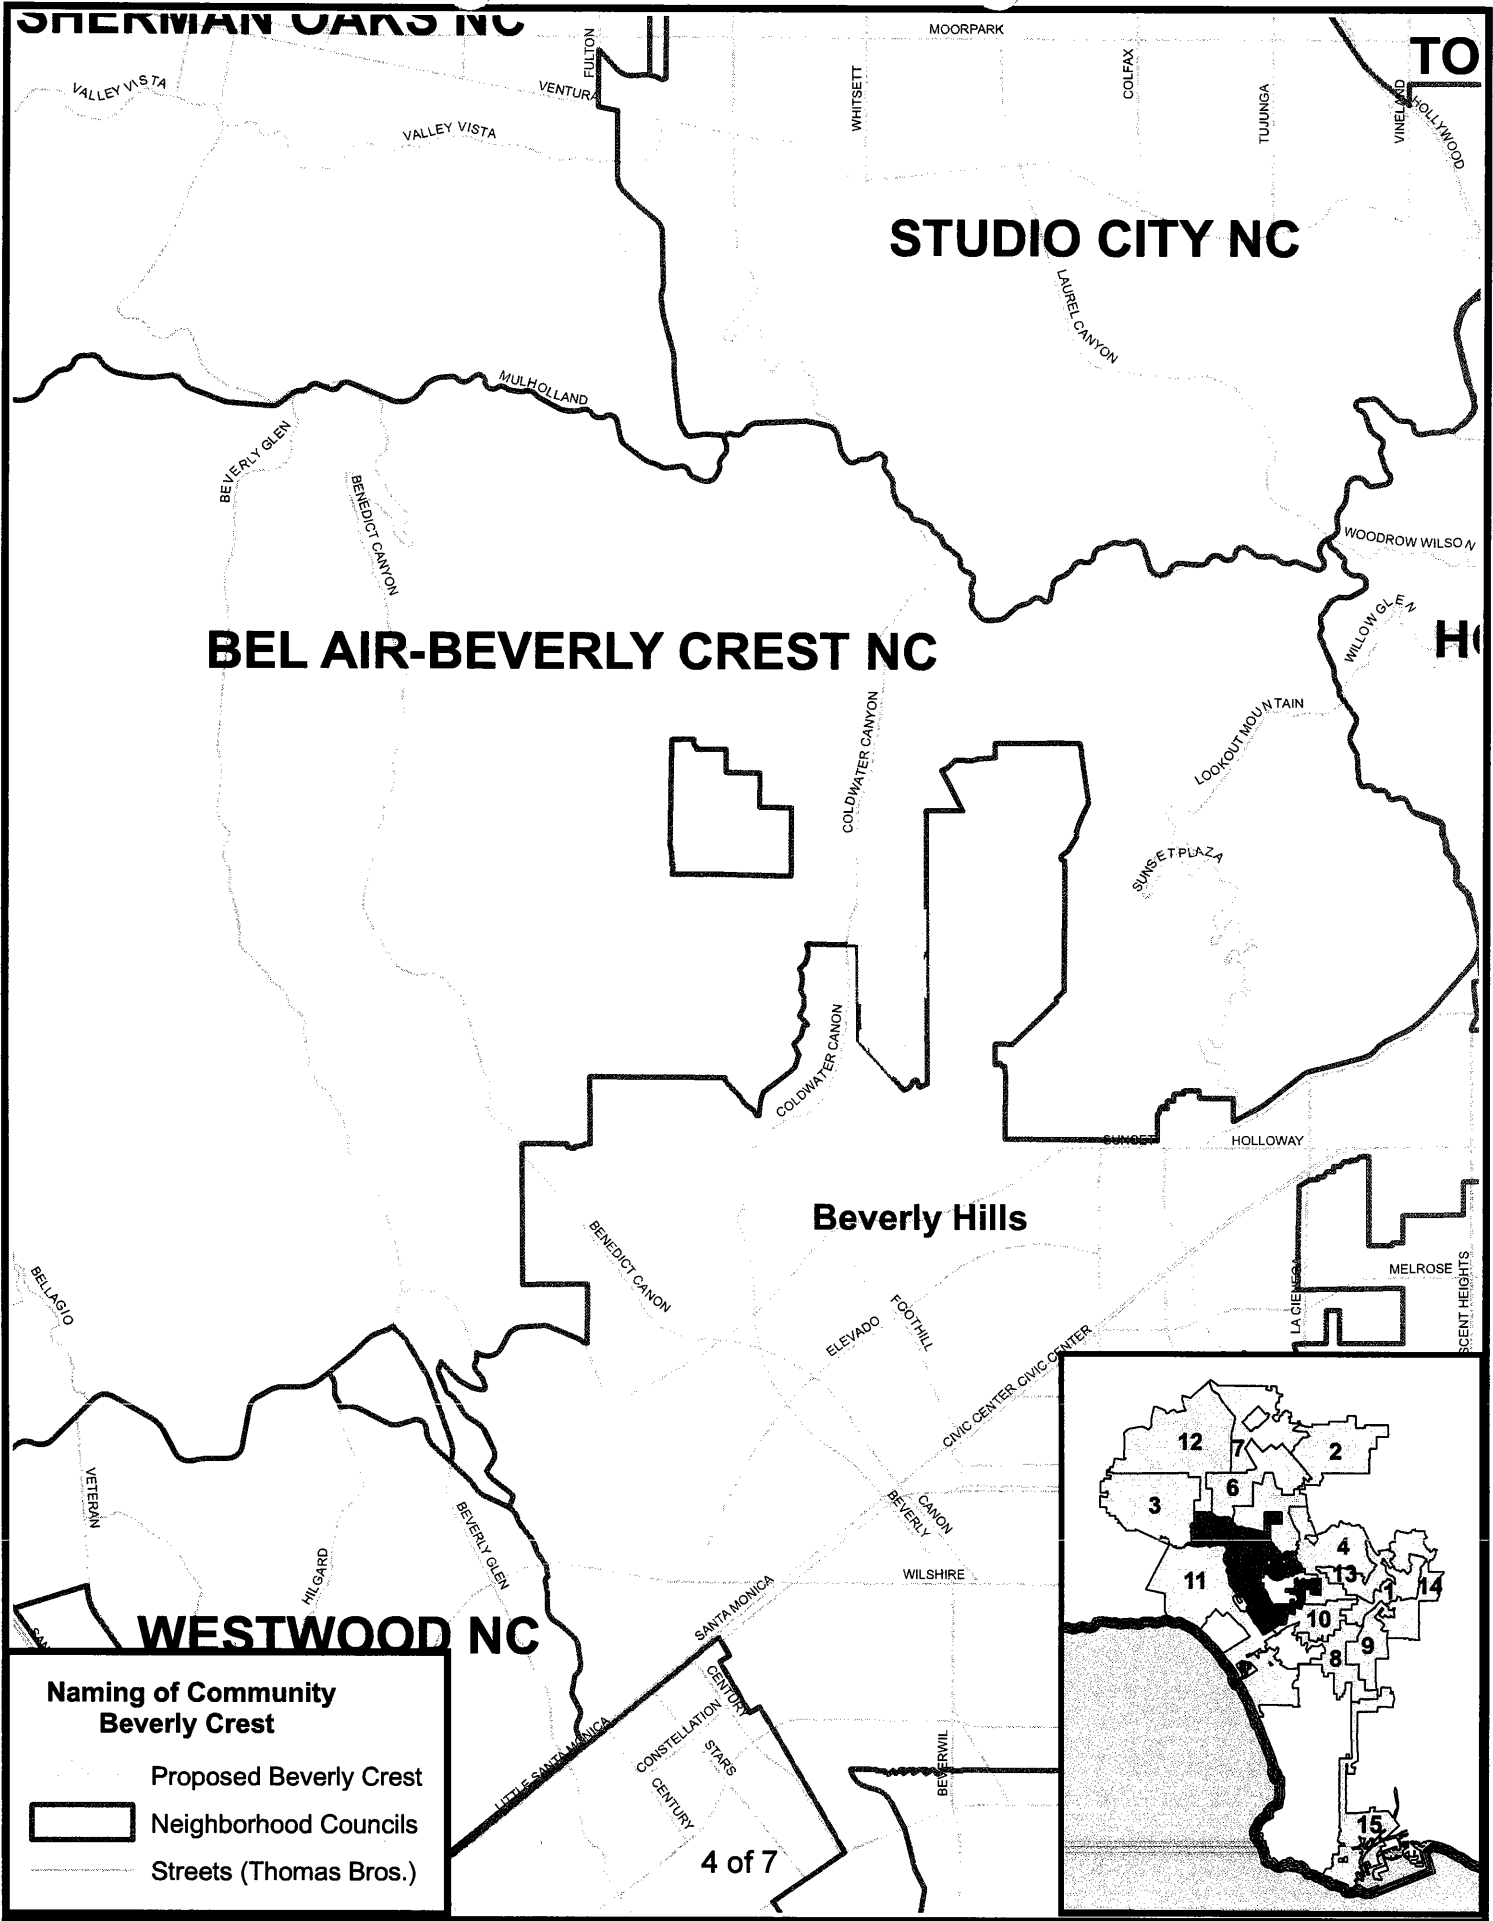 SHERMAN OAKS NC
MOORPARK
FULTON
TO
VALLEY VISTA
VENTURA
WHITSETT
COLFAX
TUJUNGA
VINELAND
HOLLYWOOD
VALLEY VISTA
STUDIO CITY NC
LAUREL CANYON
MULHOLLAND
BEVERLY GLEN
BENEDICT CANYON
WOODROW WILSON
WILLOW GLEN
BEL AIR-BEVERLY CREST NC
COLDWATER CANYON
LOOKOUT MOUNTAIN
SUNSET PLAZA
COLDWATER CANON
SUNSET
HOLLOWAY
Beverly Hills
BENEDICT CANON
BELLAGIO
ELEVADO
FOOTHILL
LA CIENEGA
MELROSE
SCENT HEIGHTS
CIVIC CENTER CIVIC CENTER
VETERAN
HILGARD
BEVERLY GLEN
CANON
BEVERLY
WILSHIRE
SANTA MONICA
WESTWOOD NC
SAN
CENTURY
CONSTELLATION
STARS
CENTURY
LITTLE SANTA MONICA
BEVERWIL
12
7
2
6
3
4
13
11
1
14
10
9
8
15
Naming of Community
Beverly Crest
Proposed Beverly Crest
Neighborhood Councils
Streets (Thomas Bros.)
4 of 7